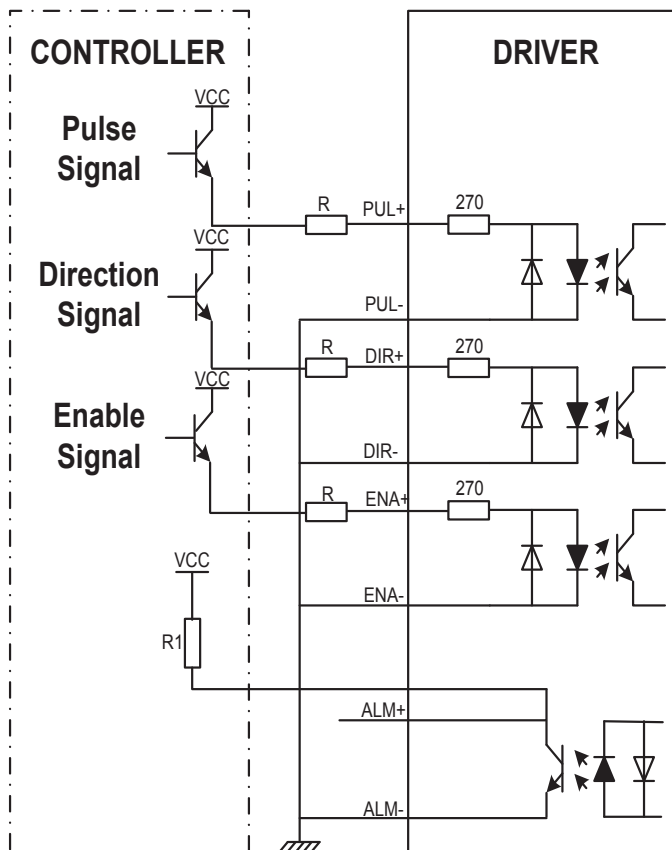 CONTROLLER
DRIVER
VCC
Pulse
Signal
R
PUL+
270
VCC
Direction
Signal
PUL-
R
DIR+
270
VCC
Enable
Signal
DIR-
R
ENA+
270
VCC
ENA-
R1
ALM+
ALM-